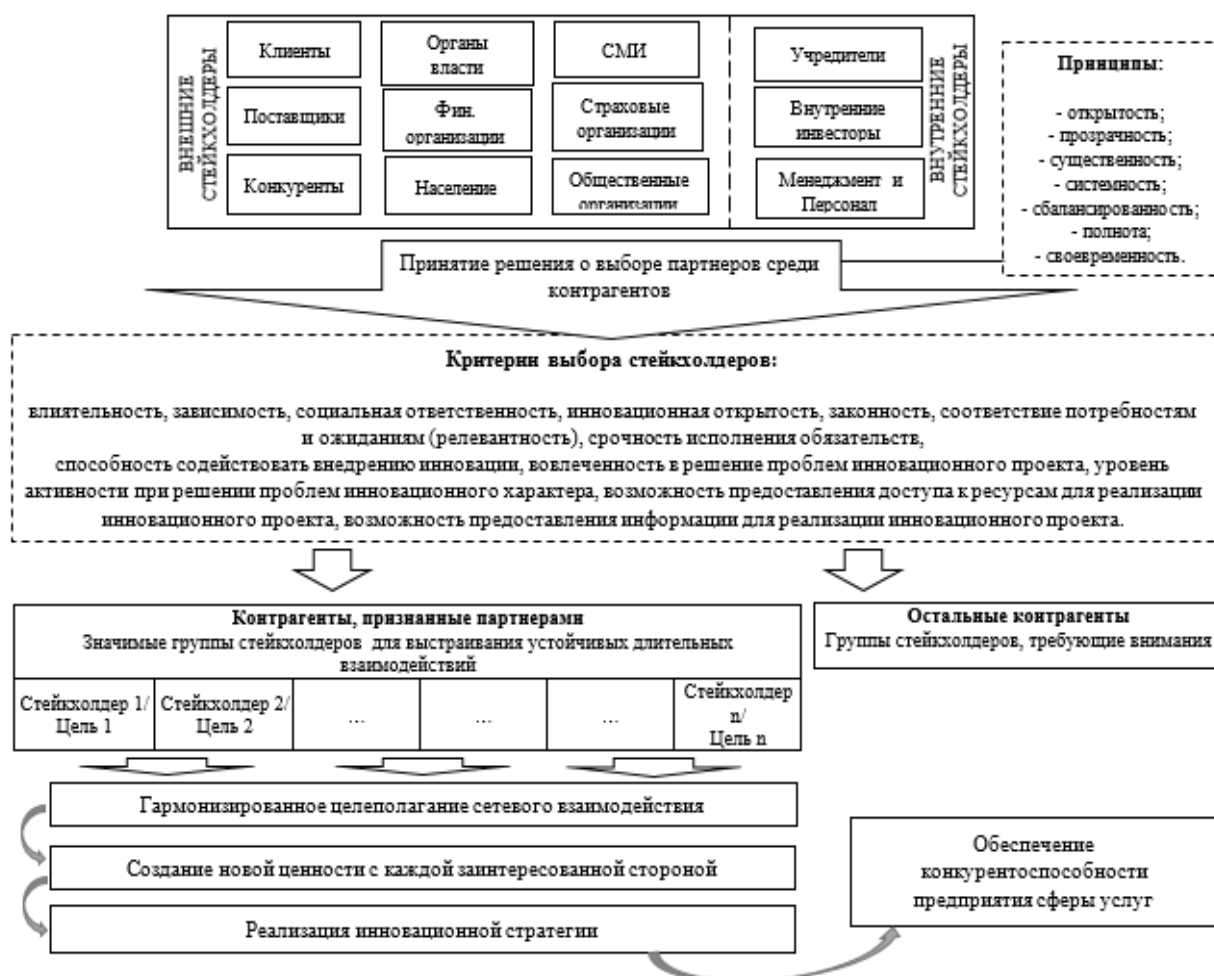 ВНЕШНИЕ
СТЕЙКХОЛДЕРЫ
Клиенты
Органы
власти
СМИ
Поставщики
Фин.
организации
Страховые
организации
Конкуренты
Население
Общественные
организации
Учредители
Внутренние
инвесторы
Менеджмент и
Персонал
ВНУТРЕННИЕ
СТЕЙКХОЛДЕРЫ
Принципы:
- открытость;
- прозрачность;
- существенность;
- системность;
- сбалансированность;
- полнота;
- своевременность.
Принятие решения о выборе партнеров среди
контрагентов
Критерии выбора стейкхолдеров:
влиятельность, зависимость, социальная ответственность, инновационная открытость, законность, соответствие потребностям
и ожиданиям (релевантность), срочность исполнения обязательств,
способность содействовать внедрению инновации, вовлеченность в решение проблем инновационного проекта, уровень
активности при решении проблем инновационного характера, возможность предоставления доступа к ресурсам для реализации
инновационного проекта, возможность предоставления информации для реализации инновационного проекта.
Контрагенты, признанные партнерами
Значимые группы стейкхолдеров для выстраивания устойчивых длительных
взаимодействий
Стейкхолдер 1/
Цель 1
Стейкхолдер 2/
Цель 2
...
...
...
Стейкхолдер
n/
Цель n
Остальные контрагенты
Группы стейкхолдеров, требующие внимания
Гармонизированное целеполагание сетевого взаимодействия
Создание новой ценности с каждой заинтересованной стороной
Реализация инновационной стратегии
Обеспечение
конкурентоспособности
предприятия сферы услуг